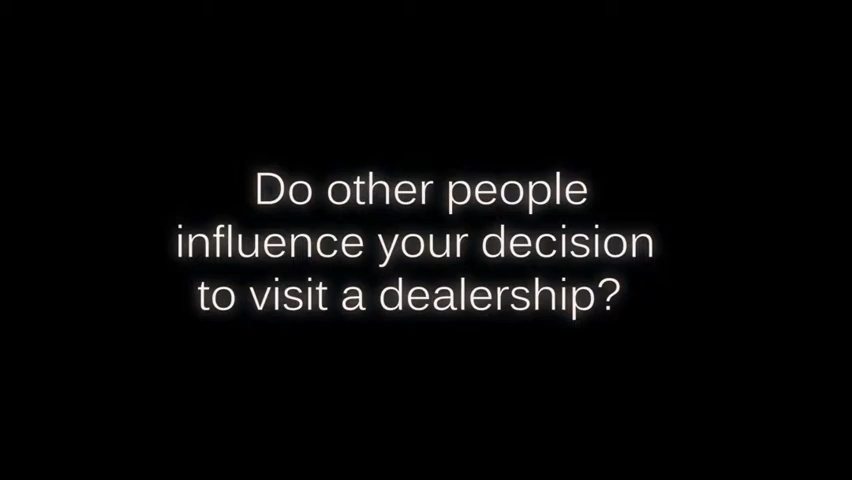 Do other people
influence your decision
to visit a dealership?